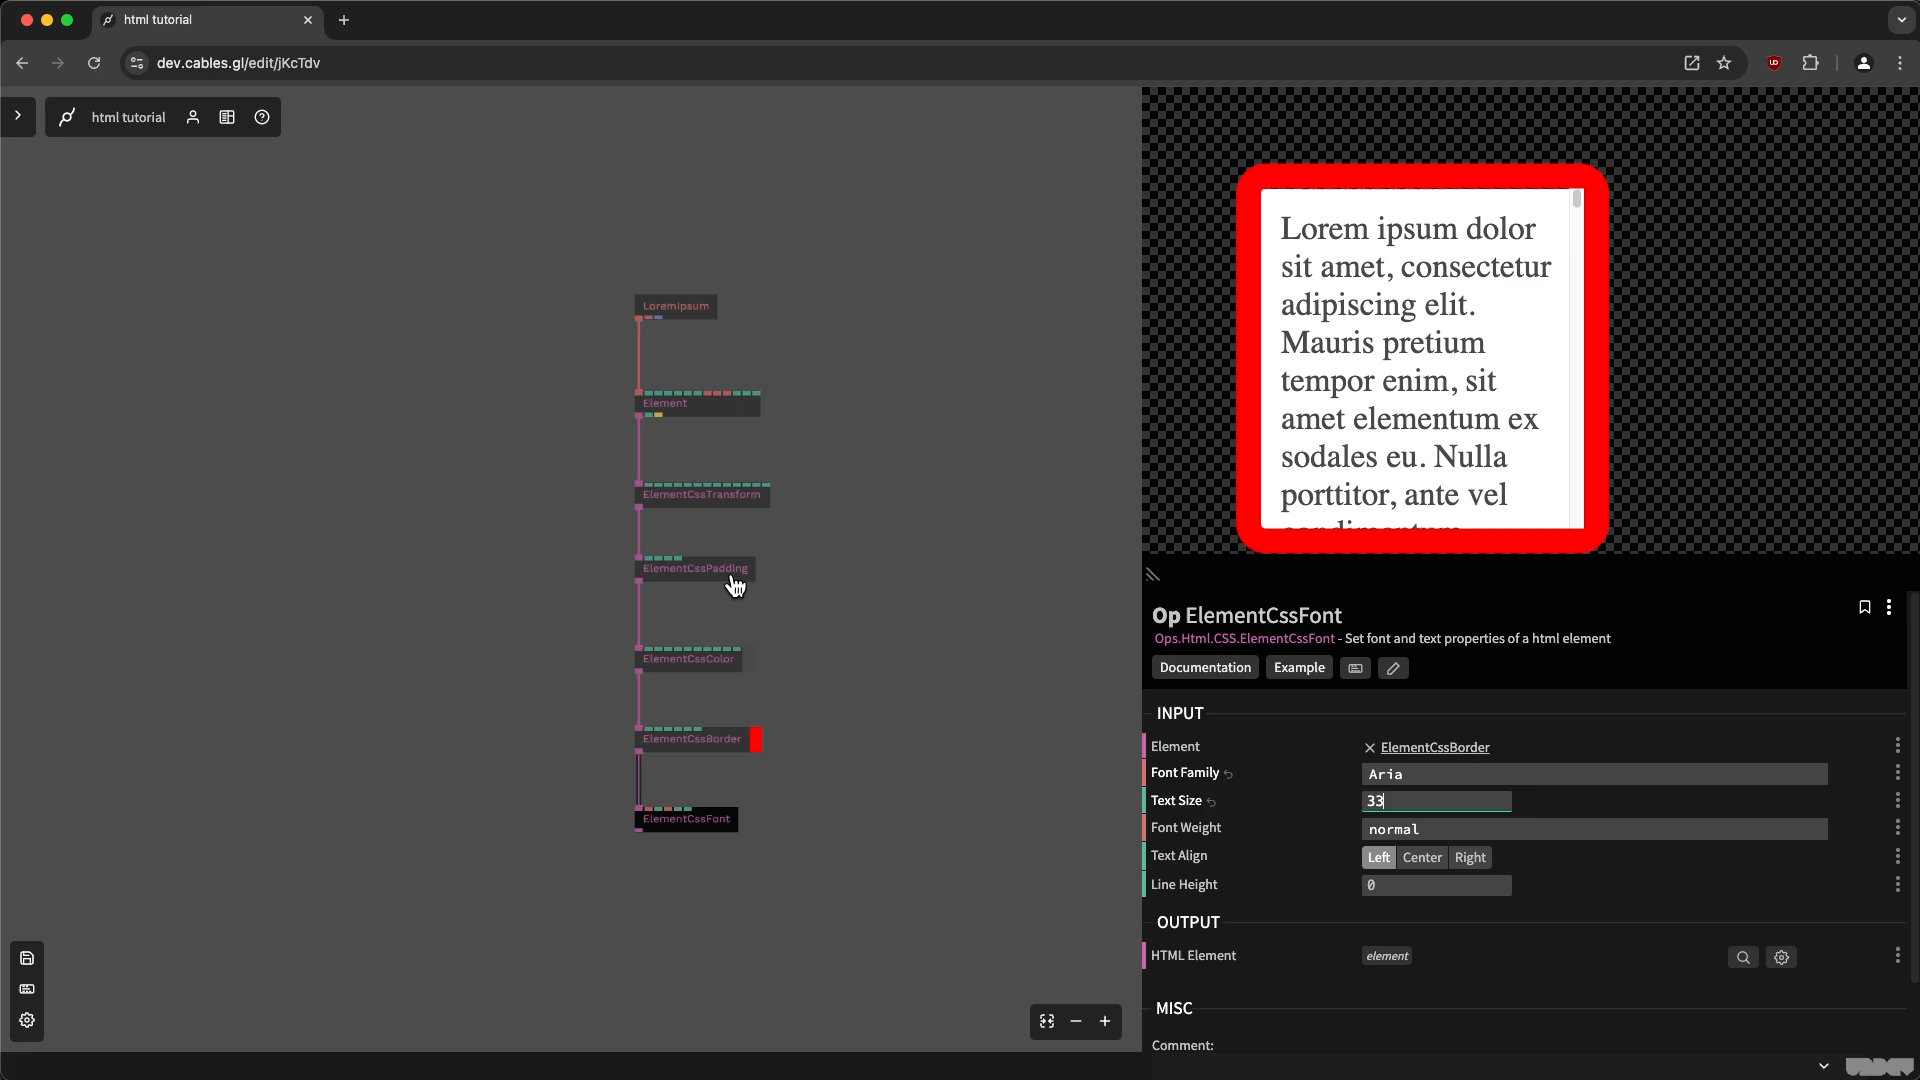 html tutorial
dev.cables.gl/edit/jKcTdv
html tutorial
LoremIpsum
Element
ElementCssTransform
ElementCssPadding
ElementCssColor
ElementCssBorder
ElementCssFont
Lorem ipsum dolor
sit amet, consectetur
adipiscing elit.
Mauris pretium
tempor enim, sit
amet elementum ex
sodales eu. Nulla
porttitor, ante vel
condimentum
Op ElementCssFont
Ops.Html.CSS.ElementCssFont - Set font and text properties of a html element
Documentation Example
INPUT
Element ElementCssBorder
Font Family Aria
Text Size 33
Font Weight normal
Text Align Left Center Right
Line Height 0
OUTPUT
HTML Element element
MISC
Comment: